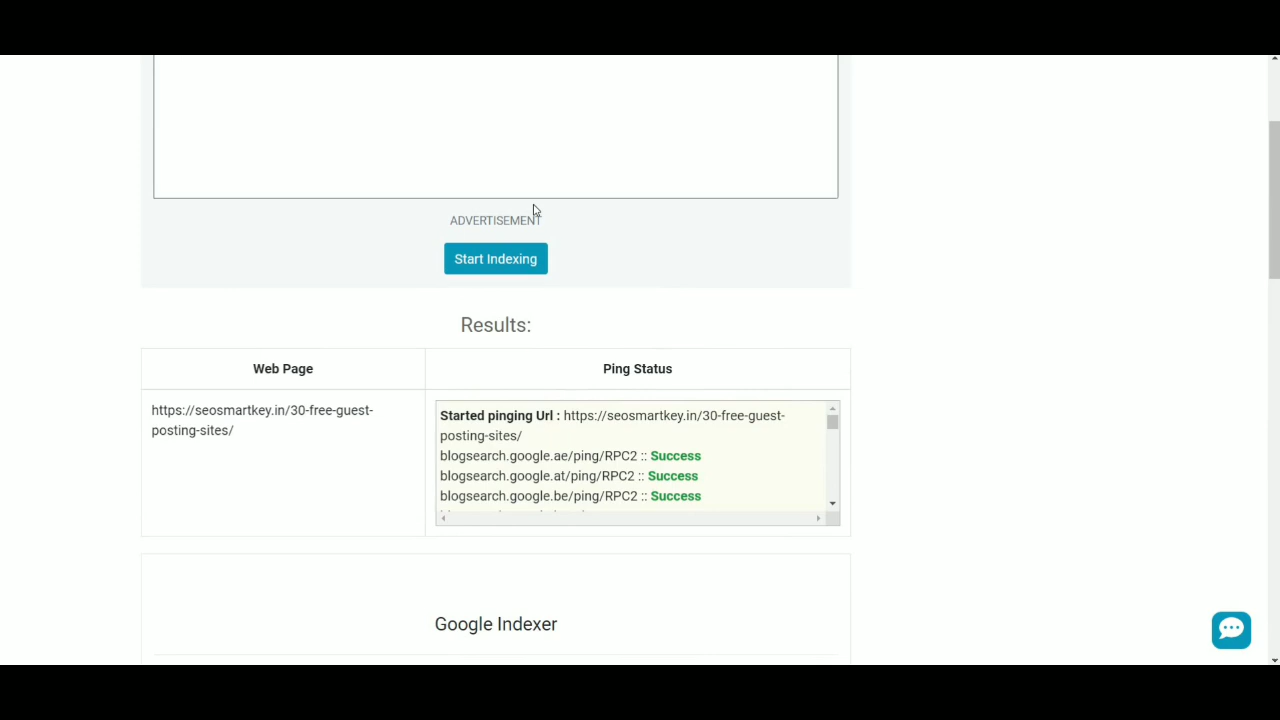 ADVERTISEMENT
Start Indexing
Results:
Web Page
Ping Status
https://seosmartkey.in/30-free-guest-
posting-sites/
Started pinging Url : https://seosmartkey.in/30-free-guest-
posting-sites/
blogsearch.google.ae/ping/RPC2 :: Success
blogsearch.google.at/ping/RPC2 :: Success
blogsearch.google.be/ping/RPC2 :: Success
Google Indexer